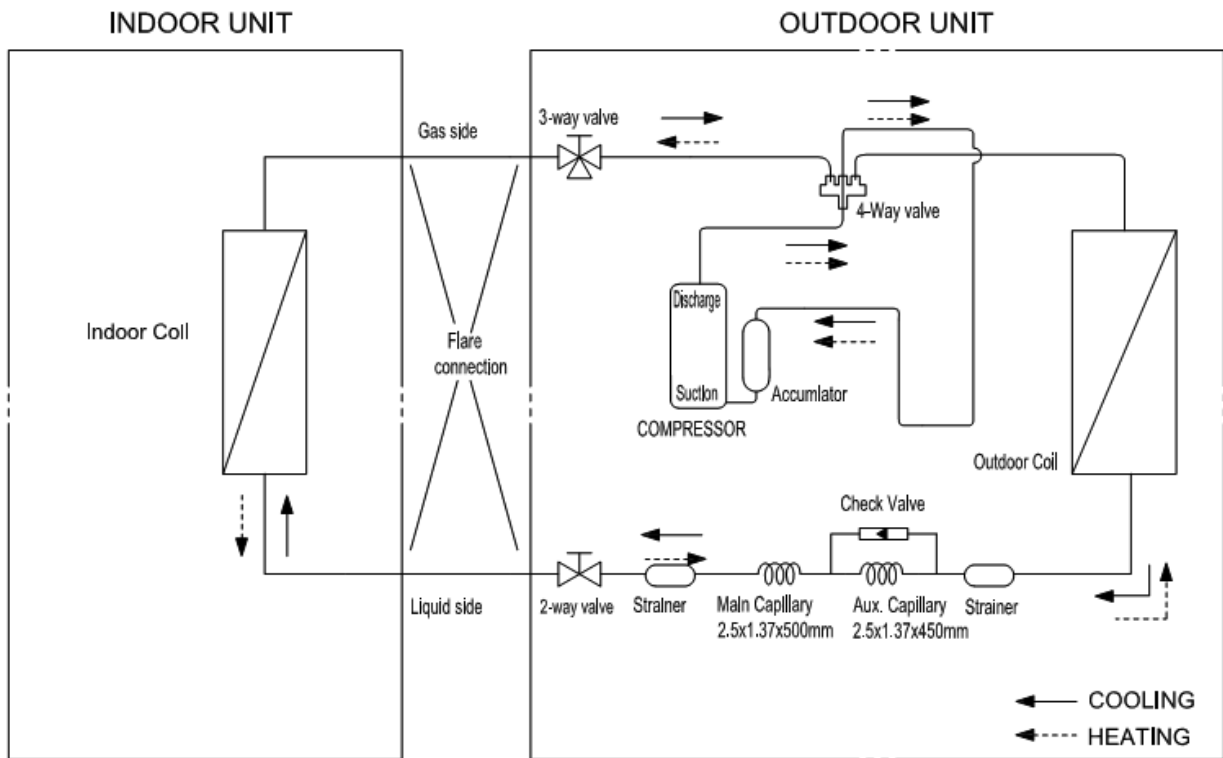 INDOOR UNIT
OUTDOOR UNIT
Gas side
3-way valve
4-Way valve
Discharge
Suction
Accumlator
COMPRESSOR
Indoor Coil
Flare
connection
Outdoor Coil
Check Valve
Liquid side
2-way valve
Strainer
Main Capillary
2.5x1.37x500mm
Aux. Capillary
2.5x1.37x450mm
Strainer
COOLING
HEATING